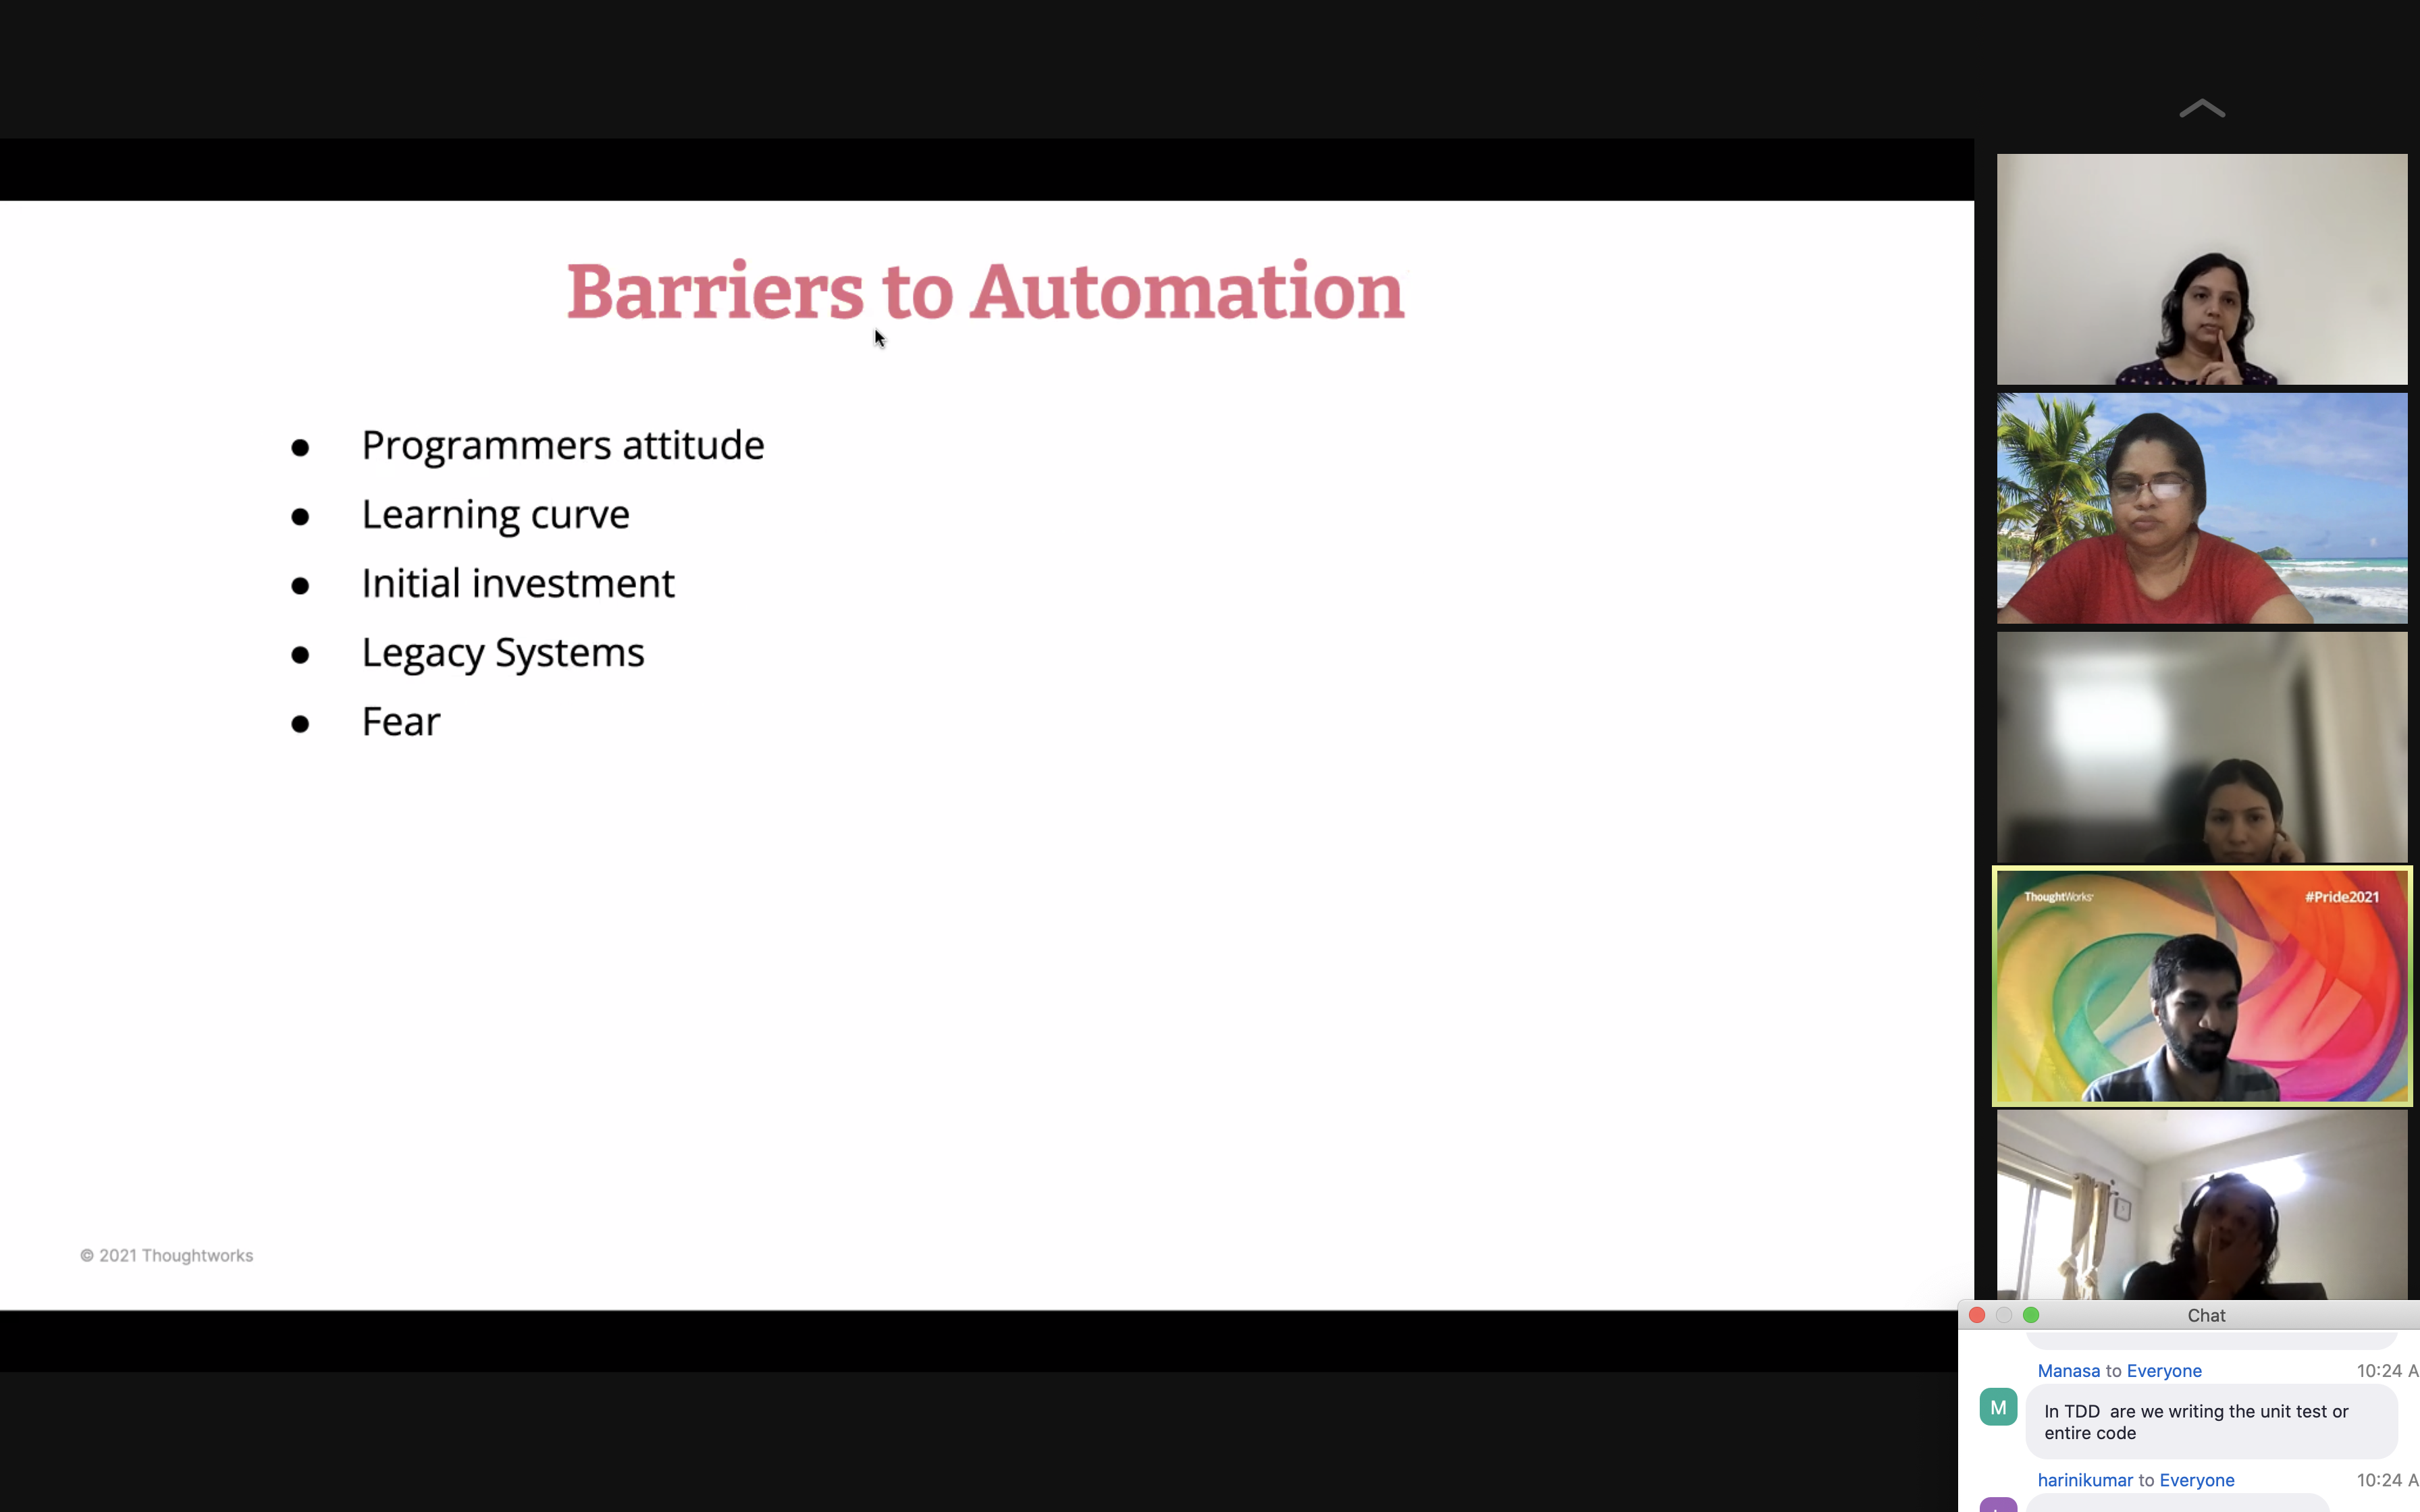 Barriers to Automation
● Programmers attitude
● Learning curve
● Initial investment
● Legacy Systems
● Fear
© 2021 Thoughtworks
ThoughtWorks
#Pride2021
Chat
Manasa to Everyone 10:24 A
M
In TDD are we writing the unit test or
entire code
harinikumar to Everyone 10:24 A